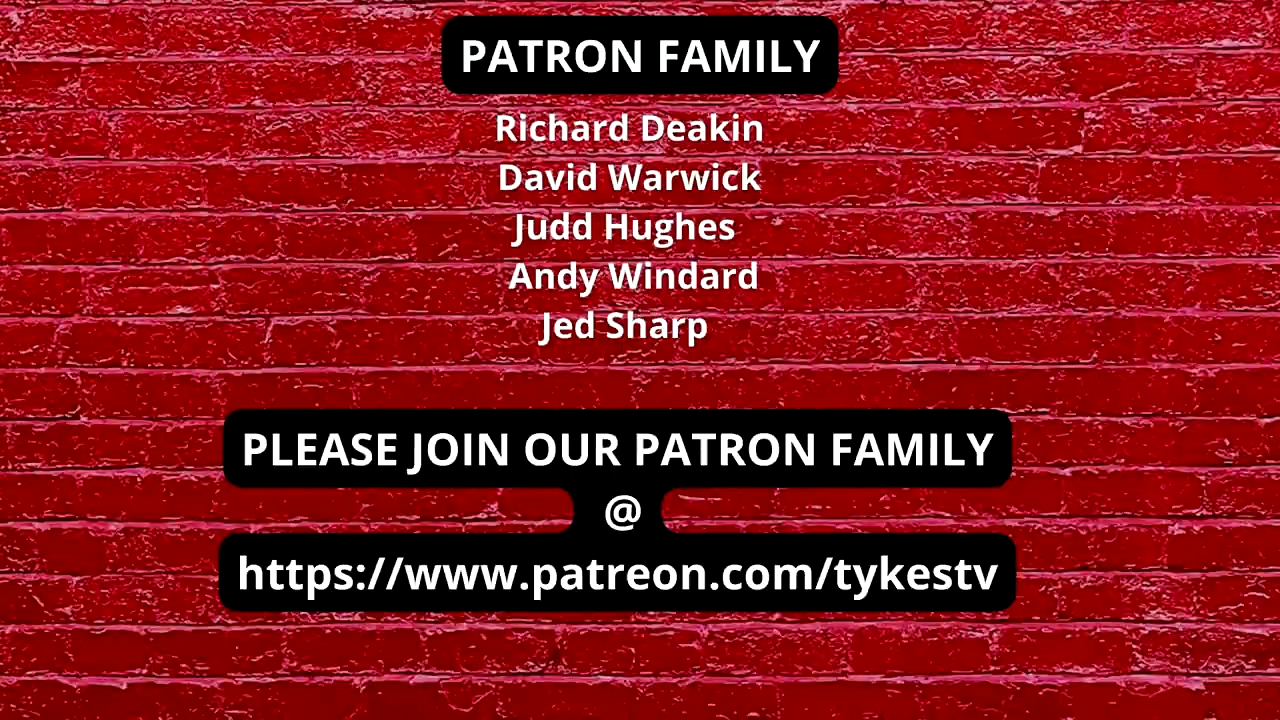 PATRON FAMILY
Richard Deakin
David Warwick
Judd Hughes
Andy Windard
Jed Sharp
PLEASE JOIN OUR PATRON FAMILY
@
https://www.patreon.com/tykestv